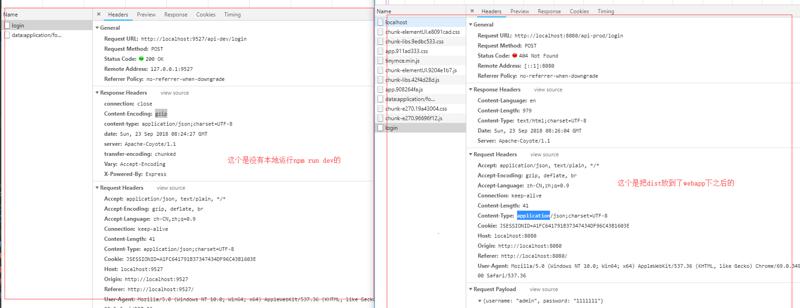 Name
login
data:application/fo...
Headers Preview Response Cookies Timing
General
Request URL: http://localhost:9527/api-dev/login
Request Method: POST
Status Code: 200 OK
Remote Address: 127.0.0.1:9527
Referrer Policy: no-referrer-when-downgrade
Response Headers view source
connection: close
Content-Encoding: gzip
content-type: application/json;charset=UTF-8
date: Sun, 23 Sep 2018 08:24:27 GMT
server: Apache-Coyote/1.1
transfer-encoding: chunked
Vary: Accept-Encoding
X-Powered-By: Express
这个是没有本地运行npm run dev的
Request Headers view source
Accept: application/json, text/plain, */*
Accept-Encoding: gzip, deflate, br
Accept-Language: zh-CN,zh;q=0.9
Connection: keep-alive
Content-Length: 41
Content-Type: application/json;charset=UTF-8
Host: localhost:9527
Origin: http://localhost:9527
Referer: http://localhost:9527/
User-Agent: Mozilla/5.0 (Windows NT 10.0; Win64; x64) AppleWebKit/537.36 (KHTML, like Gecko)
00 Safari/537.36
Name
localhost
chunk-elementUI.e8091cad.css
chunk-libs.9edbc533.css
app.911ad333.css
tinymce.min.js
chunk-elementUI.9204e1b7.js
chunk-libs.42f4d28d.js
app.908264fa.js
data:application/fo...
chunk-e270.19a43004.css
chunk-e270.96696f12.js
login
Headers Preview Response Cookies Timing
General
Request URL: http://localhost:8080/api-prod/login
Request Method: POST
Status Code: 404 Not Found
Remote Address: [::1]:8080
Referrer Policy: no-referrer-when-downgrade
Response Headers view source
Content-Language: en
Content-Length: 979
Content-Type: text/html;charset=UTF-8
Date: Sun, 23 Sep 2018 08:26:04 GMT
Server: Apache-Coyote/1.1
Request Headers view source
Accept: application/json, text/plain, */*
Accept-Encoding: gzip, deflate, br
Accept-Language: zh-CN,zh;q=0.9
Connection: keep-alive
Content-Length: 41
Content-Type: application/json;charset=UTF-8
这个是把dist放到了webapp下之后的
Host: localhost:8080
Origin: http://localhost:8080
Referer: http://localhost:8080/
User-Agent: Mozilla/5.0 (Windows NT 10.0; Win64; x64) AppleWebKit/537.36 (KHTML, like Gecko) Chrome/69.0.34
00 Safari/537.36
Request Payload view source
{username: "admin", password: "1111111"}